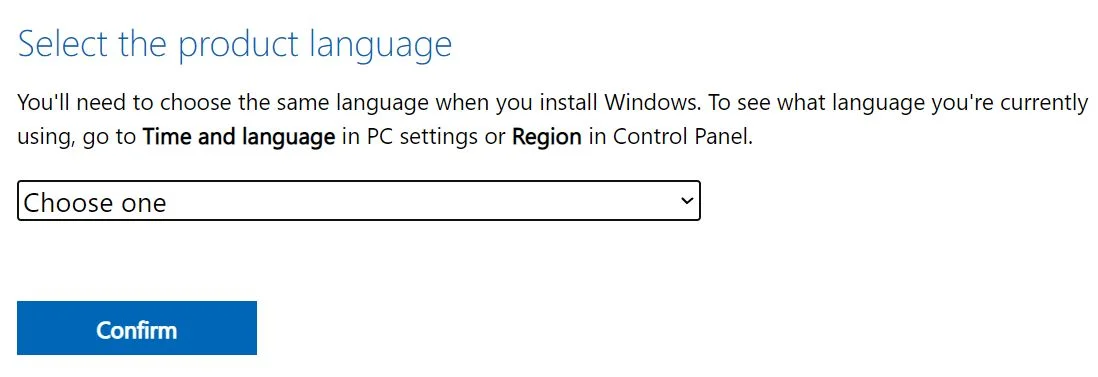 Select the product language
You'll need to choose the same language when you install Windows. To see what language you're currently
using, go to Time and language in PC settings or Region in Control Panel.
Choose one
Confirm